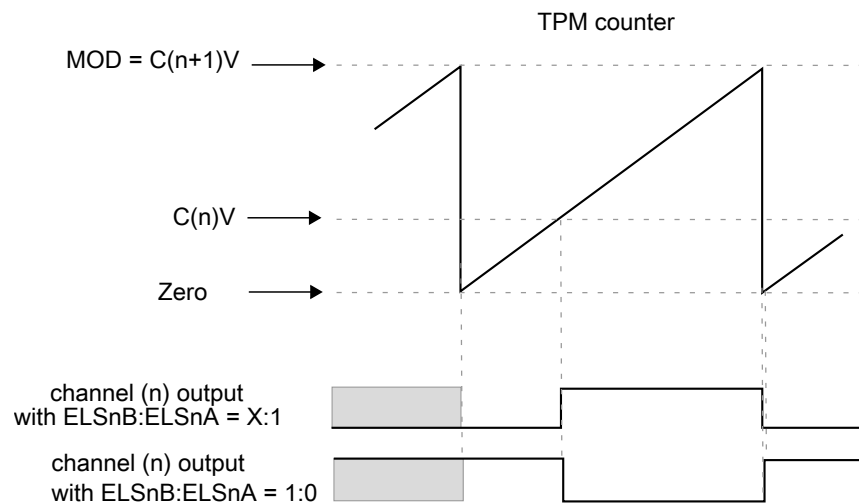 TPM counter
MOD = C(n+1)V
C(n)V
Zero
channel (n) output
with ELSnB:ELSnA = X:1
channel (n) output
with ELSnB:ELSnA = 1:0